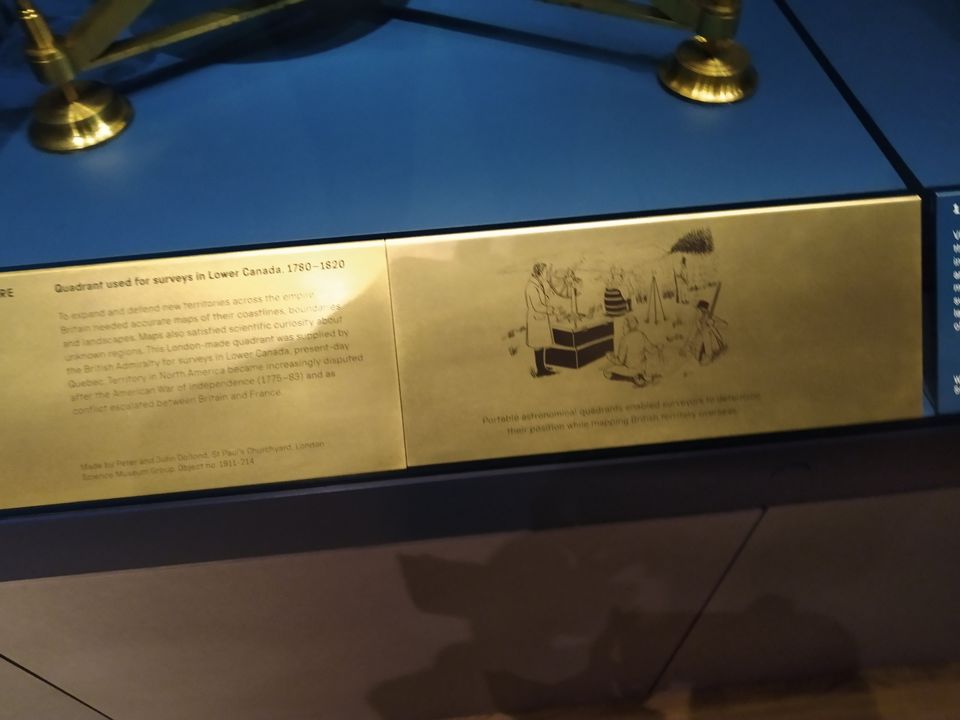 RE
Quadrant used for surveys in Lower Canada, 1780–1820
To expand and defend new territories across the empire
Britain needed accurate maps of their coastlines, boundaries
and landscapes. Maps also satisfied scientific curiosity about
unknown regions. This London-made quadrant was supplied by
the British Admiralty for surveys in Lower Canada, present-day
Quebec. Territory in North America became increasingly disputed
after the American War of Independence (1775–83) and as
conflict escalated between Britain and France.
Made by Peter and John Dollond, St Paul's Churchyard, London
Science Museum Group. Object no. 1911-214
Portable astronomical quadrants enabled surveyors to determine
their position while mapping British territory overseas.